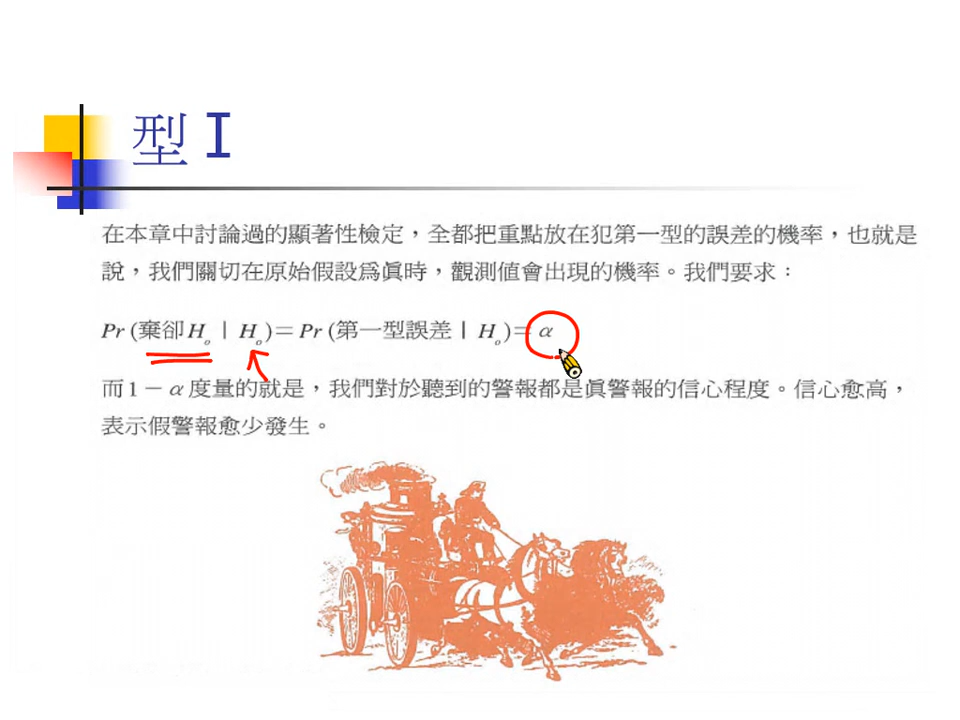 型 I
在本章中討論過的顯著性檢定，全都把重點放在犯第一型的誤差的機率，也就是
說，我們關切在原始假設爲眞時，觀測值會出現的機率。我們要求：
Pr (棄卻 Hₒ | Hₒ) = Pr (第一型誤差 | Hₒ) = α
而 1 − α 度量的就是，我們對於聽到的警報都是眞警報的信心程度。信心愈高，
表示假警報愈少發生。